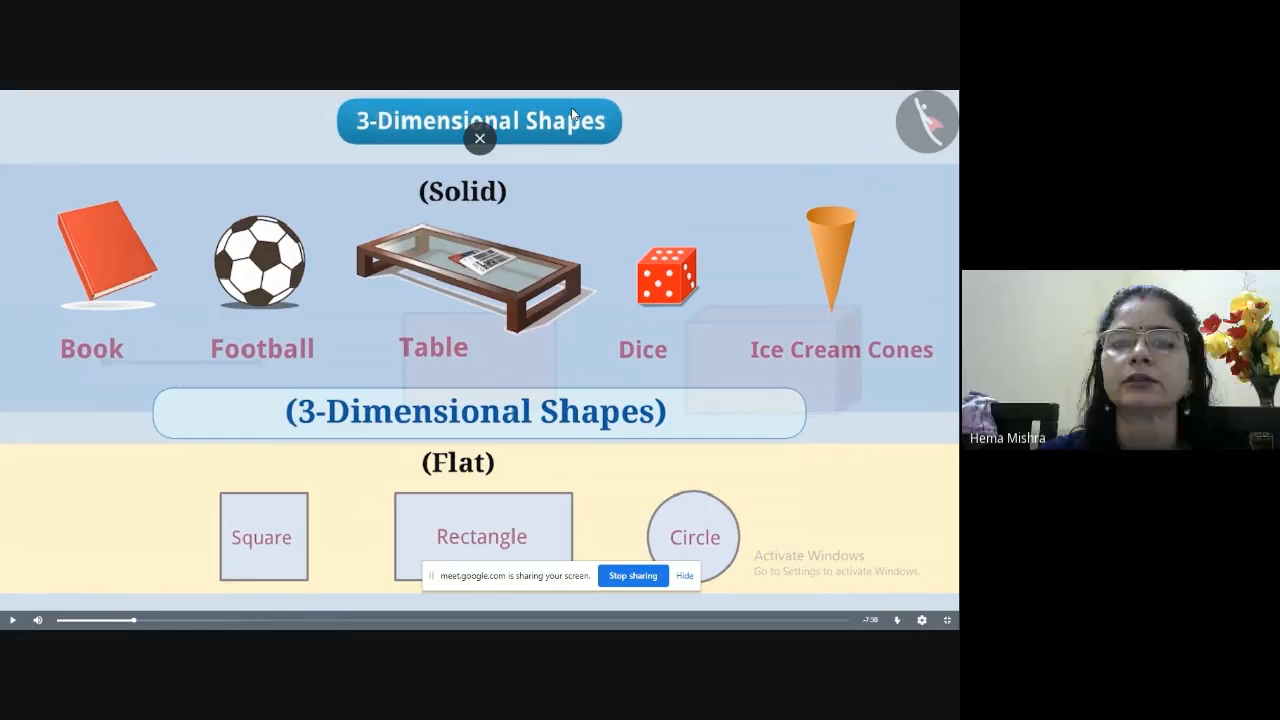 3-Dimensional Shapes
(Solid)
Book
Football
Table
Dice
Ice Cream Cones
(3-Dimensional Shapes)
(Flat)
Square
Rectangle
Circle
Activate Windows
Go to Settings to activate Windows.
meet.google.com is sharing your screen.
Stop sharing
Hide
-7:30
Hema Mishra